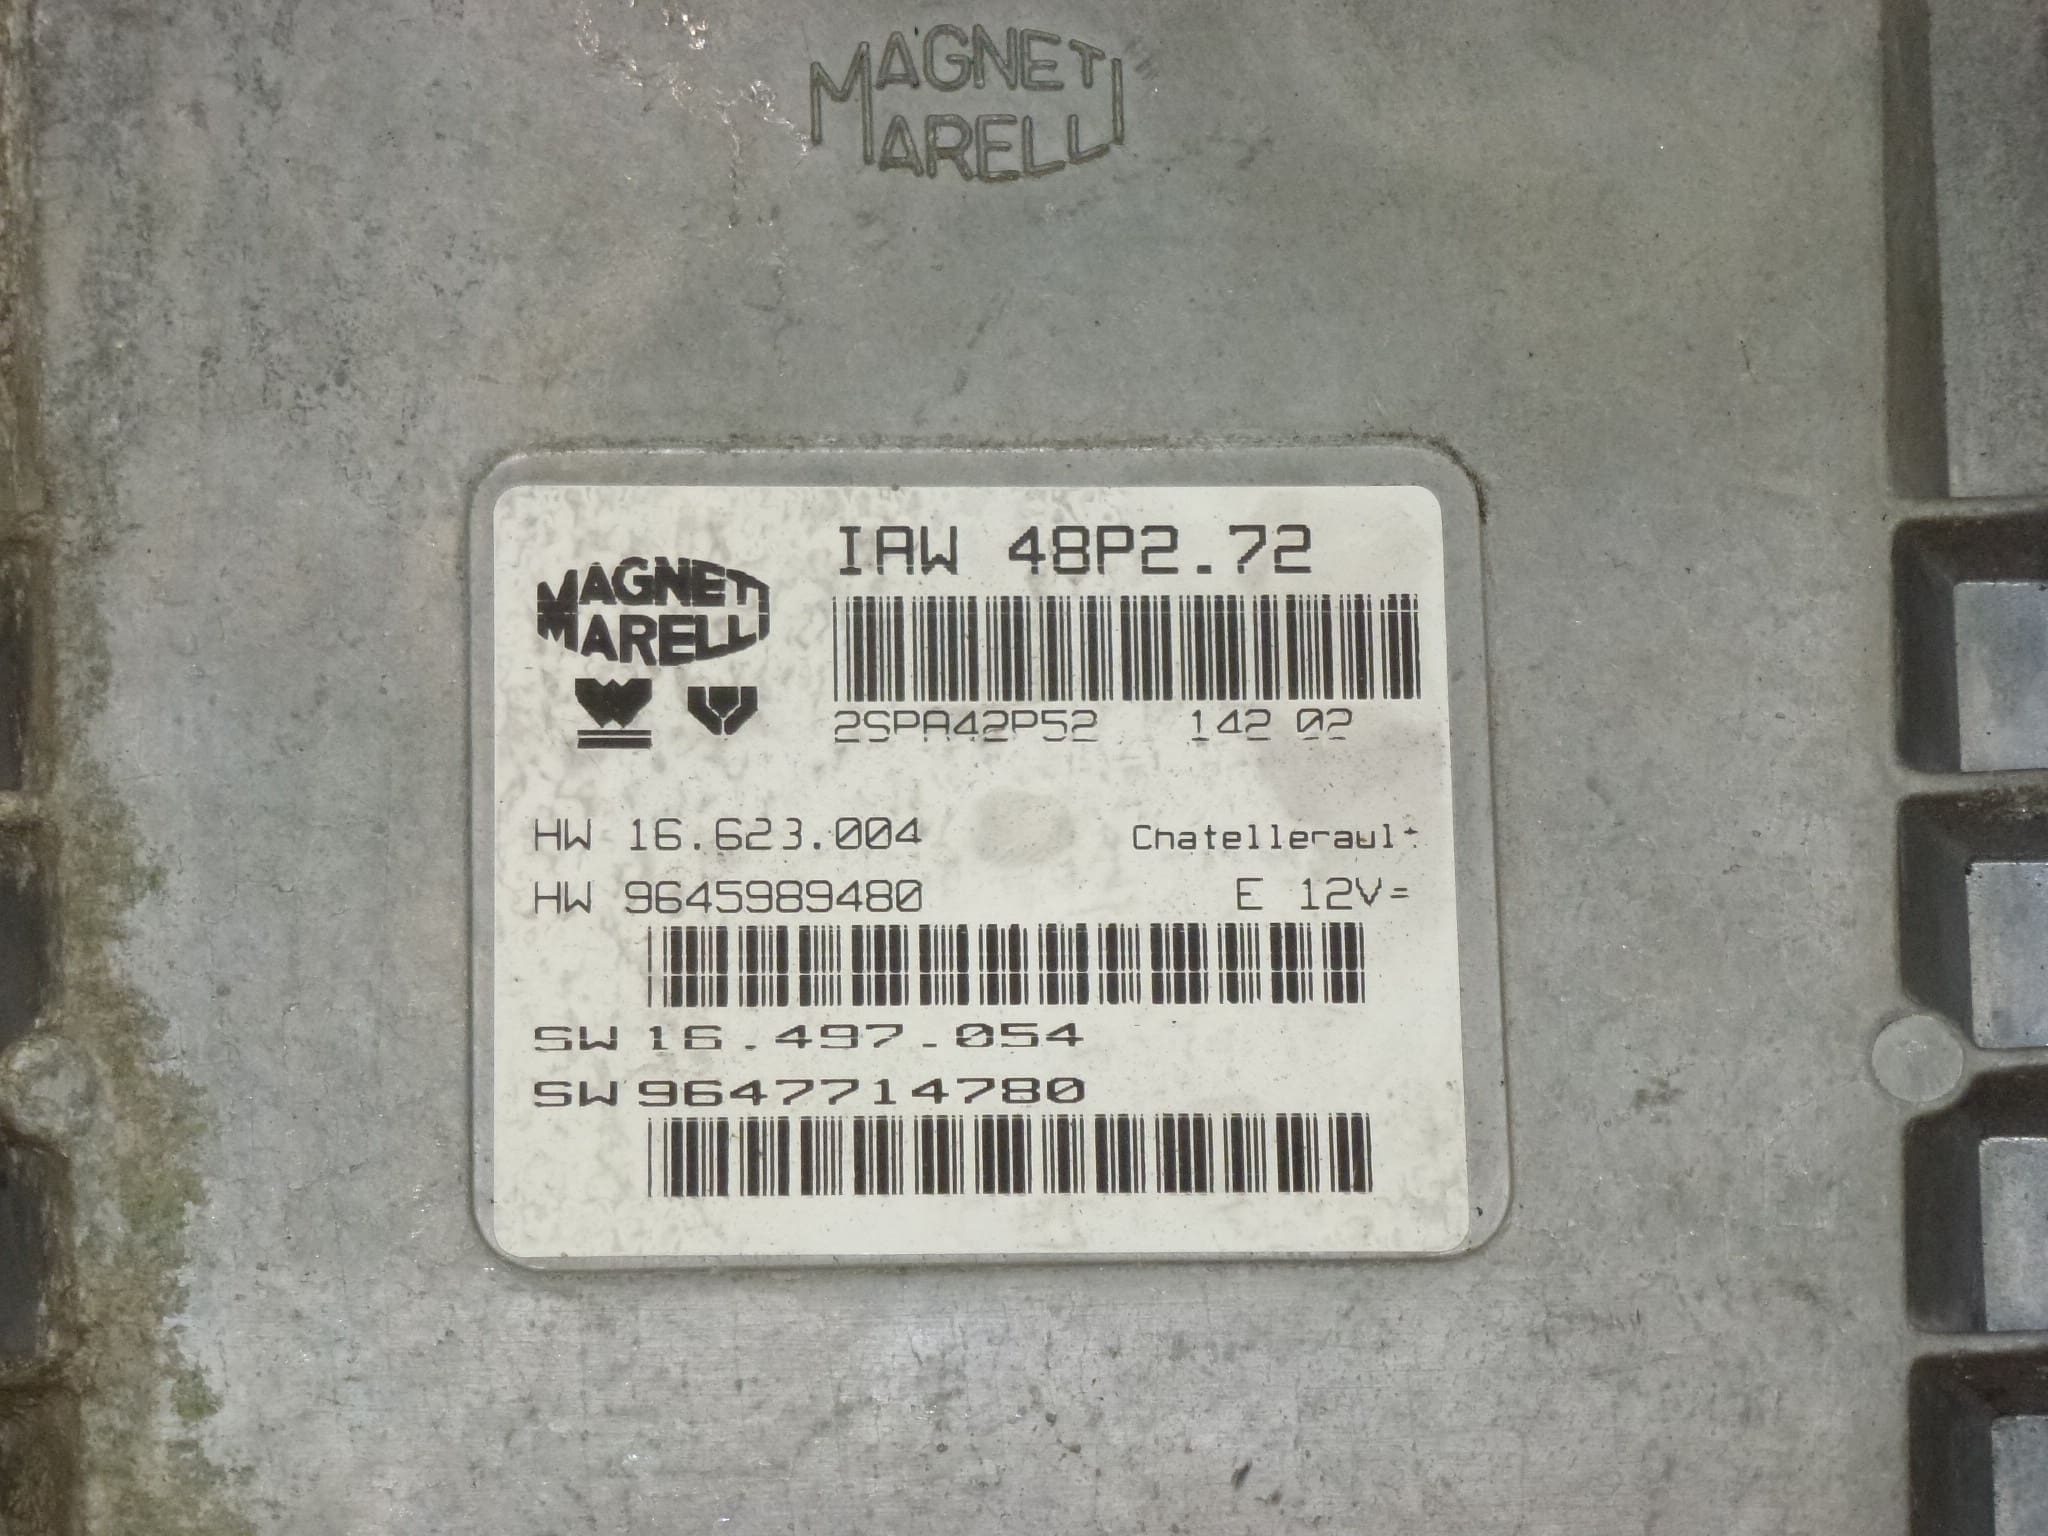 MAGNETI
MARELLI
IAW 48P2.72
MAGNETI
MARELLI
2SPA42P52 142 02
HW 16.623.004 Chatellerault
HW 9645989480 E 12V=
SW 16.497.054
SW 9647714780